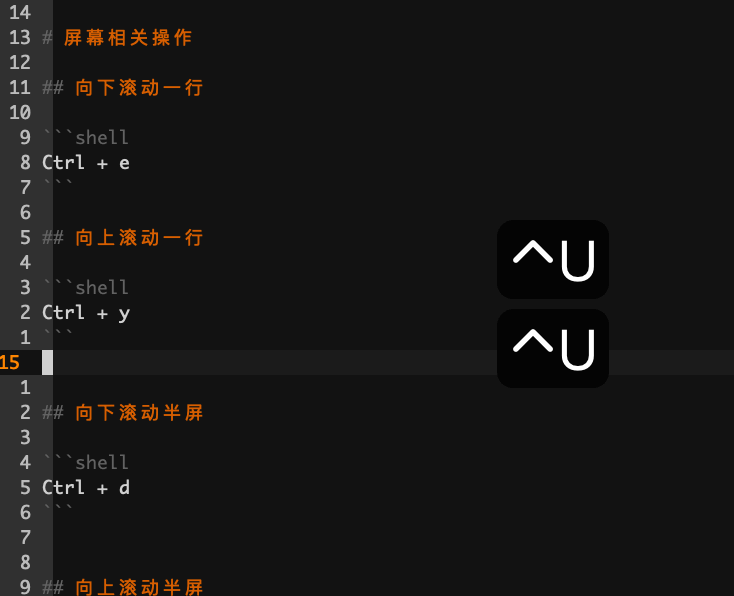 14
13 # 屏幕相关操作
12
11 ## 向下滚动一行
10
9 ```shell
8 Ctrl + e
7 ```
6
5 ## 向上滚动一行
4
3 ```shell
2 Ctrl + y
1 ```
15
1
2 ## 向下滚动半屏
3
4 ```shell
5 Ctrl + d
6 ```
7
8
9 ## 向上滚动半屏
^U
^U